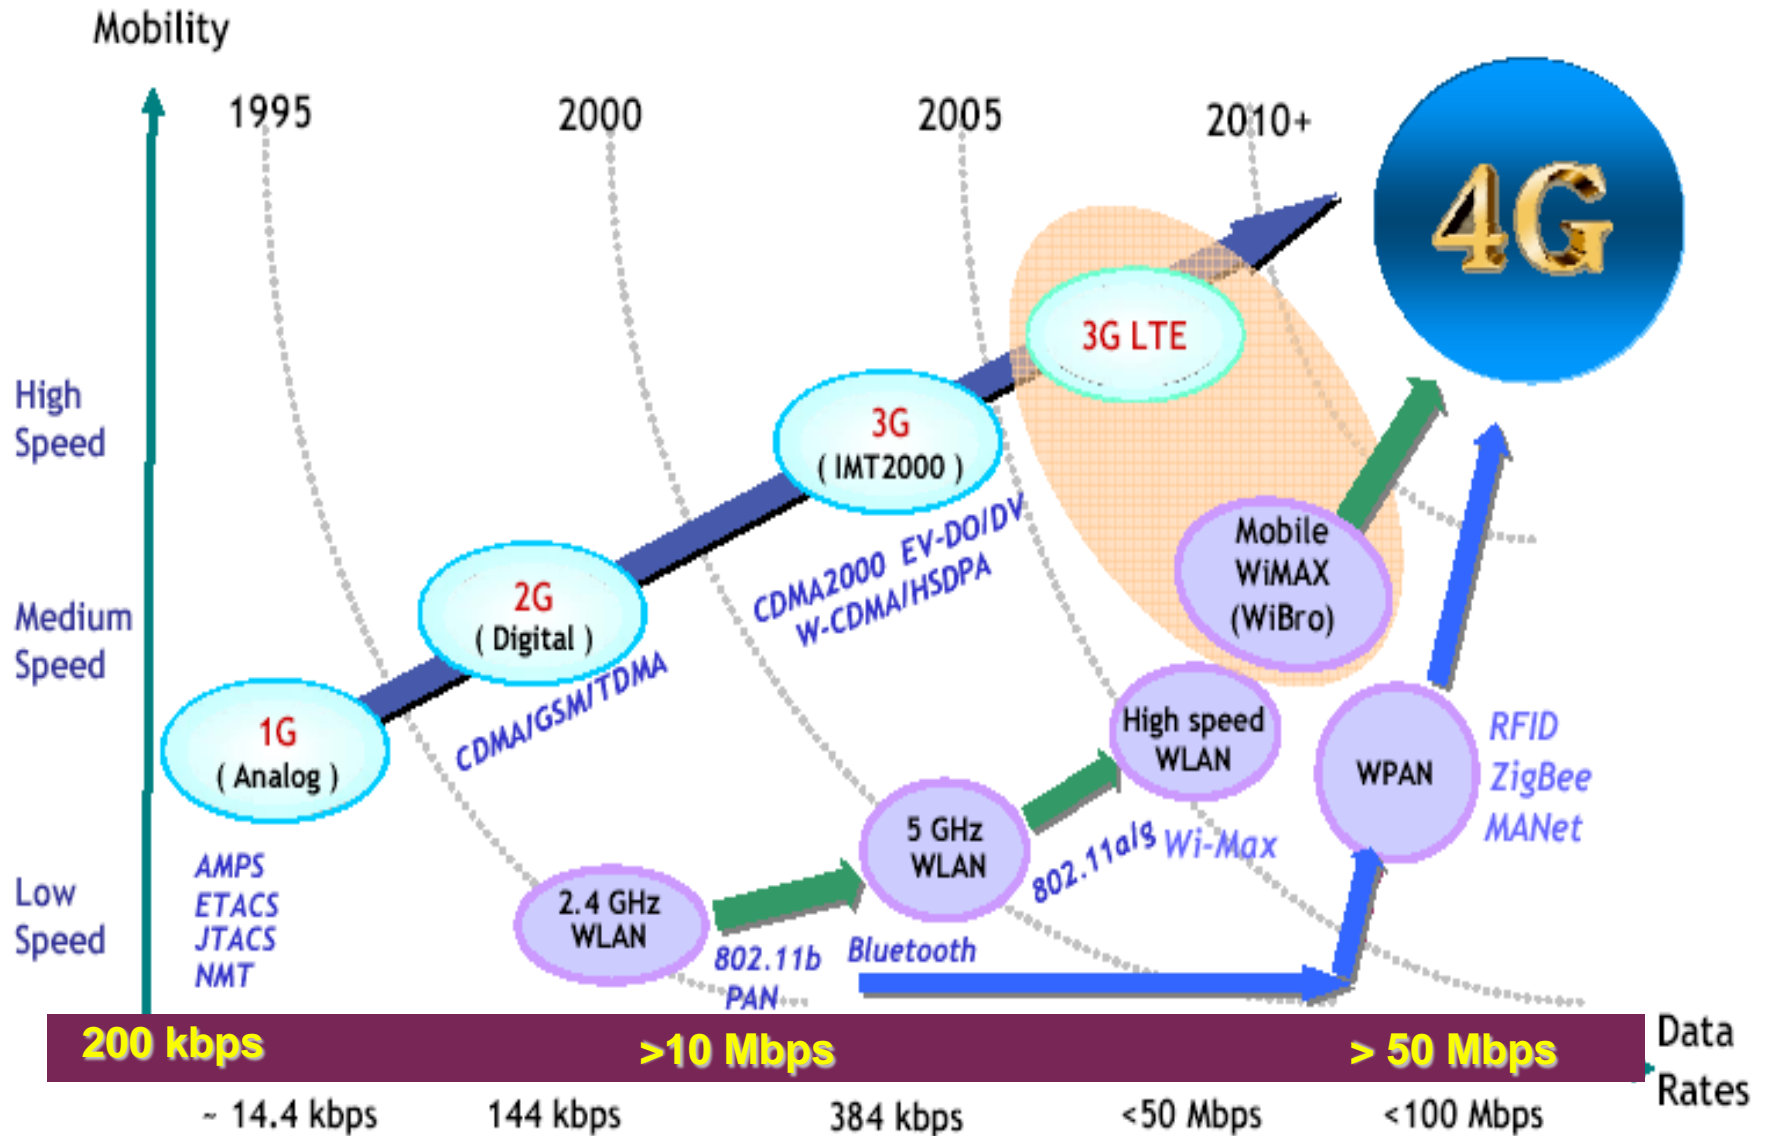 Mobility
1995
2000
2005
2010+
4G
3G LTE
High
Speed
3G
( IMT2000 )
CDMA2000 EV-DO/DV
W-CDMA/HSDPA
Mobile
WiMAX
(WiBro)
Medium
Speed
2G
( Digital )
CDMA/GSM/TDMA
1G
( Analog )
High speed
WLAN
WPAN
RFID
ZigBee
MANet
5 GHz
WLAN
802.11a/g
Wi-Max
AMPS
ETACS
JTACS
NMT
Low
Speed
2.4 GHz
WLAN
802.11b
PAN
Bluetooth
200 kbps
>10 Mbps
> 50 Mbps
Data
Rates
~ 14.4 kbps
144 kbps
384 kbps
<50 Mbps
<100 Mbps